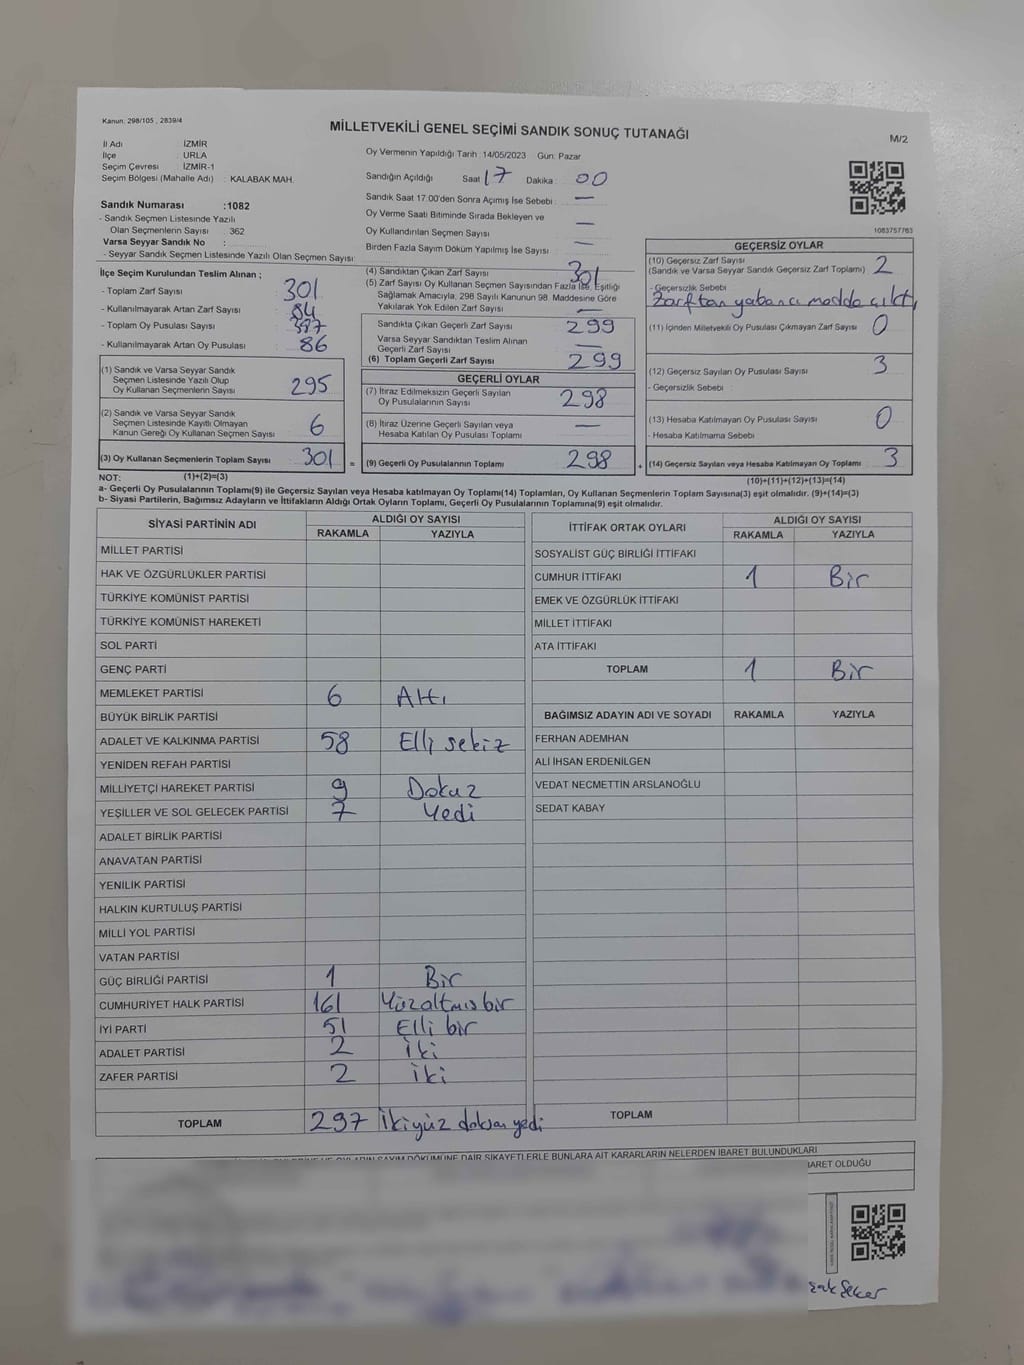 Kanun: 298/105 , 2839/4
MİLLETVEKİLİ GENEL SEÇİMİ SANDIK SONUÇ TUTANAĞI
M/2
İl Adı İZMİR
İlçe : URLA
Seçim Çevresi : İZMİR-1
Seçim Bölgesi (Mahalle Adı) : KALABAK MAH.
Sandık Numarası :1082
- Sandık Seçmen Listesinde Yazılı
Olan Seçmenlerin Sayısı : 362
Varsa Seyyar Sandık No :
- Seyyar Sandık Seçmen Listesinde Yazılı Olan Seçmen Sayısı:
Oy Vermenin Yapıldığı Tarih : 14/05/2023 Gün: Pazar
Sandığın Açıldığı Saat 17 Dakika : 00
Sandık Saat 17.00'den Sonra Açımış İse Sebebi : —
Oy Verme Saati Bitiminde Sırada Bekleyen ve
Oy Kullandırılan Seçmen Sayısı —
Birden Fazla Sayım Döküm Yapılmış İse Sayısı —
1083757763
İlçe Seçim Kurulundan Teslim Alınan ;
- Toplam Zarf Sayısı 301
- Kullanılmayarak Artan Zarf Sayısı 84
- Toplam Oy Pusulası Sayısı
- Kullanılmayarak Artan Oy Pusulası 86
(1) Sandık ve Varsa Seyyar Sandık
Seçmen Listesinde Yazılı Olup
Oy Kullanan Seçmenlerin Sayısı 295
(2) Sandık ve Varsa Seyyar Sandık
Seçmen Listesinde Kayıtlı Olmayan
Kanun Gereği Oy Kullanan Seçmen Sayısı 6
(3) Oy Kullanan Seçmenlerin Toplam Sayısı 301
(4) Sandıktan Çıkan Zarf Sayısı 301
(5) Zarf Sayısı Oy Kullanan Seçmen Sayısından Fazla İse, Eşitliği
Sağlamak Amacıyla, 298 Sayılı Kanunun 98. Maddesine Göre
Yakılarak Yok Edilen Zarf Sayısı —
Sandıkta Çıkan Geçerli Zarf Sayısı 299
Varsa Seyyar Sandıktan Teslim Alınan
Geçerli Zarf Sayısı —
(6) Toplam Geçerli Zarf Sayısı 299
GEÇERLİ OYLAR
(7) İtiraz Edilmeksizin Geçerli Sayılan
Oy Pusulalarının Sayısı 298
(8) İtiraz Üzerine Geçerli Sayılan veya
Hesaba Katılan Oy Pusulası Toplamı —
= (9) Geçerli Oy Pusulalarının Toplamı 298
GEÇERSİZ OYLAR
(10) Geçersiz Zarf Sayısı 2
(Sandık ve Varsa Seyyar Sandık Geçersiz Zarf Toplamı)
- Geçersizlik Sebebi
Zarftan yabancı madde çıktı
(11) İçinden Milletvekili Oy Pusulası Çıkmayan Zarf Sayısı 0
(12) Geçersiz Sayılan Oy Pusulası Sayısı 3
- Geçersizlik Sebebi :
(13) Hesaba Katılmayan Oy Pusulası Sayısı 0
- Hesaba Katılmama Sebebi
+ (14) Geçersiz Sayılan veya Hesaba Katılmayan Oy Toplamı 3
NOT: (1)+(2)=(3)
(10)+(11)+(12)+(13)=(14)
a- Geçerli Oy Pusulalarının Toplamı(9) ile Geçersiz Sayılan veya Hesaba katılmayan Oy Toplamı(14) Toplamları, Oy Kullanan Seçmenlerin Toplam Sayısına(3) eşit olmalıdır. (9)+(14)=(3)
b- Siyasi Partilerin, Bağımsız Adayların ve İttifakların Aldığı Ortak Oyların Toplamı, Geçerli Oy Pusulalarının Toplamına(9) eşit olmalıdır.
SİYASİ PARTİNİN ADI ALDIĞI OY SAYISI
RAKAMLA YAZIYLA
MİLLET PARTİSİ
HAK VE ÖZGÜRLÜKLER PARTİSİ
TÜRKİYE KOMÜNİST PARTİSİ
TÜRKİYE KOMÜNİST HAREKETİ
SOL PARTİ
GENÇ PARTİ
MEMLEKET PARTİSİ 6 Altı
BÜYÜK BİRLİK PARTİSİ
ADALET VE KALKINMA PARTİSİ 58 Elli sekiz
YENİDEN REFAH PARTİSİ
MİLLİYETÇİ HAREKET PARTİSİ 9 Dokuz
YEŞİLLER VE SOL GELECEK PARTİSİ 7 Yedi
ADALET BİRLİK PARTİSİ
ANAVATAN PARTİSİ
YENİLİK PARTİSİ
HALKIN KURTULUŞ PARTİSİ
MİLLİ YOL PARTİSİ
VATAN PARTİSİ
GÜÇ BİRLİĞİ PARTİSİ 1 Bir
CUMHURİYET HALK PARTİSİ 161 Yüzaltmış bir
İYİ PARTİ 51 Elli bir
ADALET PARTİSİ 2 İki
ZAFER PARTİSİ 2 İki
TOPLAM 297 İkiyüz doksan yedi
İTTİFAK ORTAK OYLARI ALDIĞI OY SAYISI
RAKAMLA YAZIYLA
SOSYALİST GÜÇ BİRLİĞİ İTTİFAKI
CUMHUR İTTİFAKI 1 Bir
EMEK VE ÖZGÜRLÜK İTTİFAKI
MİLLET İTTİFAKI
ATA İTTİFAKI
TOPLAM 1 Bir
BAĞIMSIZ ADAYIN ADI VE SOYADI RAKAMLA YAZIYLA
FERHAN ADEMHAN
ALİ İHSAN ERDENİLGEN
VEDAT NECMETTİN ARSLANOĞLU
SEDAT KABAY
TOPLAM
SAYIM DÖKÜMÜNE DAİR ŞİKAYETLERLE BUNLARA AİT KARARLARIN NELERDEN İBARET BULUNDUKLARI
İBARET OLDUĞU
Şeker